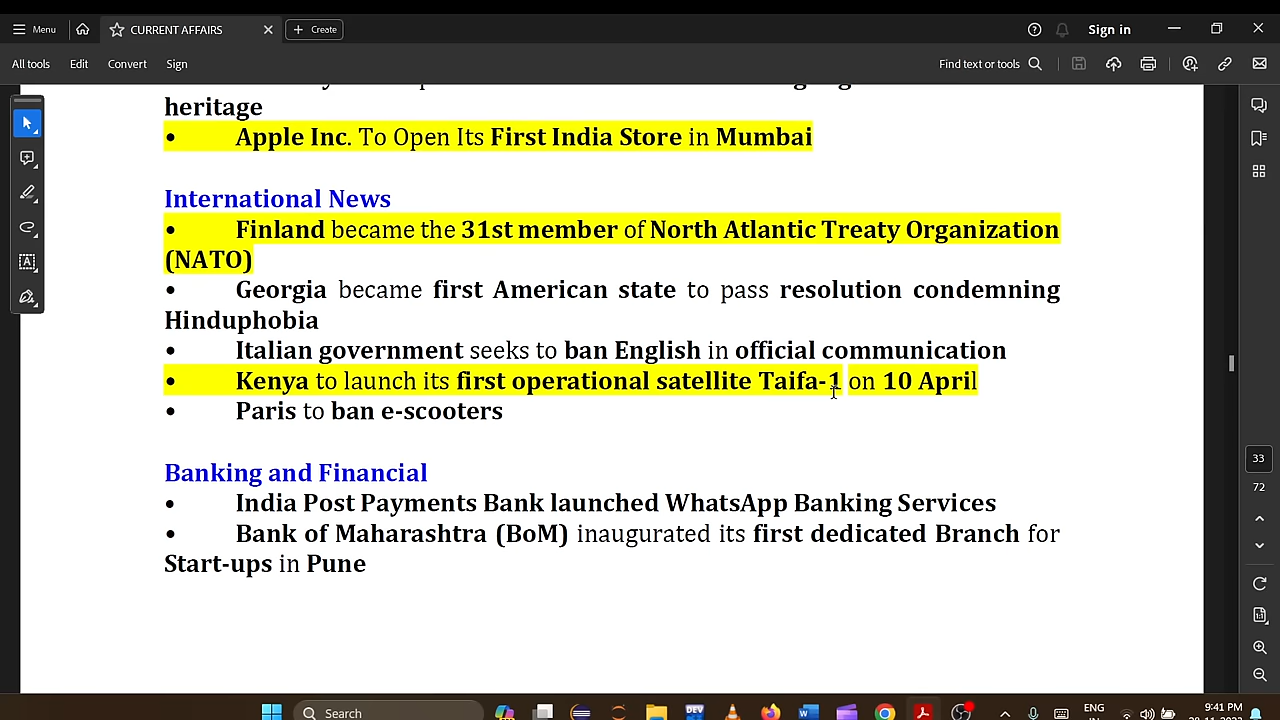 Menu
CURRENT AFFAIRS
Create
Sign in
All tools
Edit
Convert
Sign
Find text or tools
heritage
• Apple Inc. To Open Its First India Store in Mumbai
International News
• Finland became the 31st member of North Atlantic Treaty Organization
(NATO)
• Georgia became first American state to pass resolution condemning
Hinduphobia
• Italian government seeks to ban English in official communication
• Kenya to launch its first operational satellite Taifa-1 on 10 April
• Paris to ban e-scooters
Banking and Financial
• India Post Payments Bank launched WhatsApp Banking Services
• Bank of Maharashtra (BoM) inaugurated its first dedicated Branch for
Start-ups in Pune
33
72
Search
DEV
ENG
9:41 PM